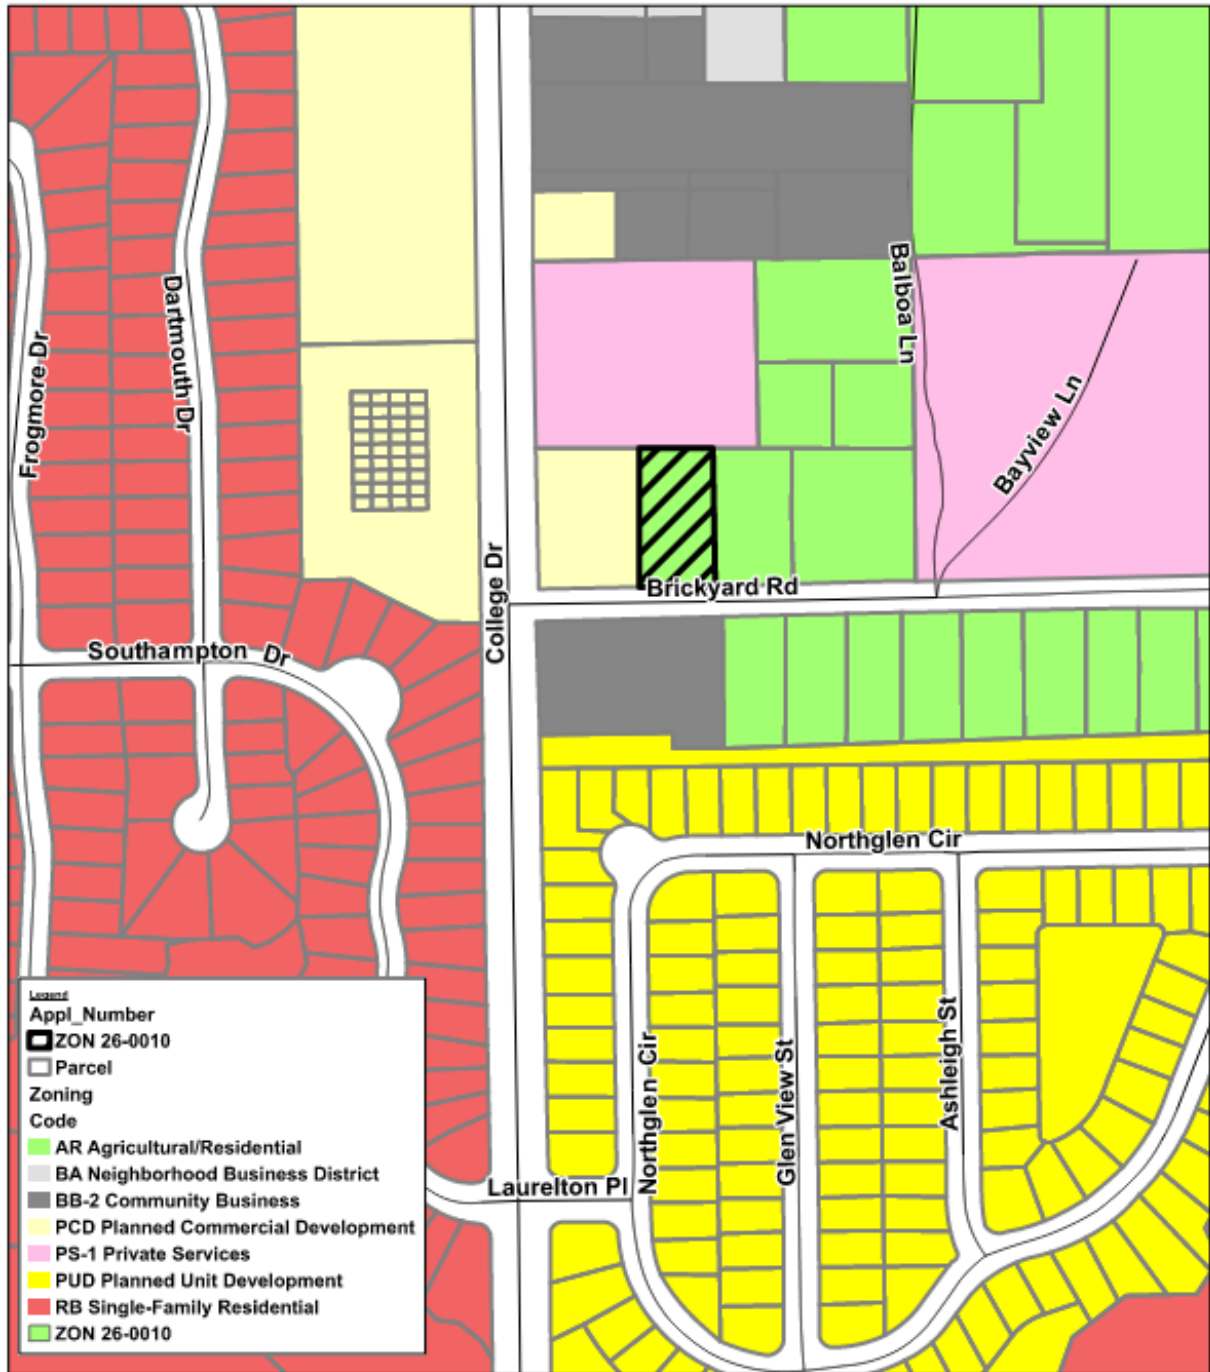 Balboa Ln
Dartmouth Dr
Frogmore Dr
Bayview Ln
College Dr
Brickyard Rd
Southampton Dr
Northglen Cir
Northglen Cir
Glen View St
Ashleigh St
Laurelton Pl
Legend
Appl_Number
ZON 26-0010
Parcel
Zoning
Code
AR Agricultural/Residential
BA Neighborhood Business District
BB-2 Community Business
PCD Planned Commercial Development
PS-1 Private Services
PUD Planned Unit Development
RB Single-Family Residential
ZON 26-0010